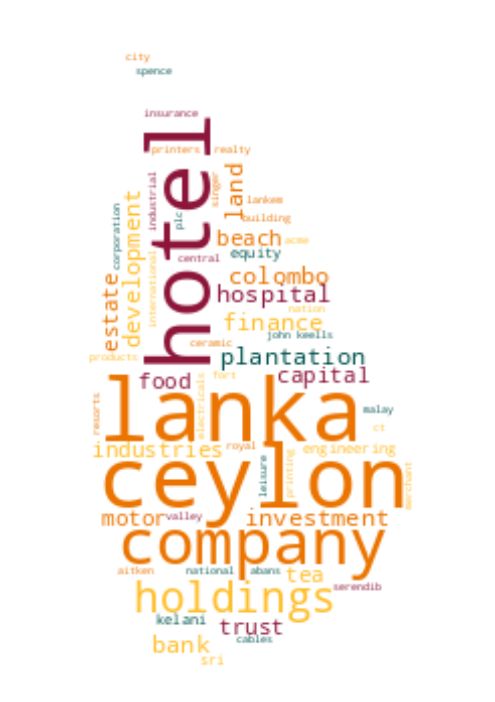 city
spence
insurance
hotel
printers
realty
industrial
singer
land
lankem
building
plc
corporation
development
international
estate
central
beach
acme
equity
colombo
hospital
nation
finance
john keells
ceramic
products
plantation
food
fort
capital
lanka
malay
resorts
electricals
ct
industries
royal
engineering
leisure
printing
merchant
ceylon
motor
valley
investment
company
aitken
national
abans
tea
serendib
holdings
kelani
trust
cables
bank
sri